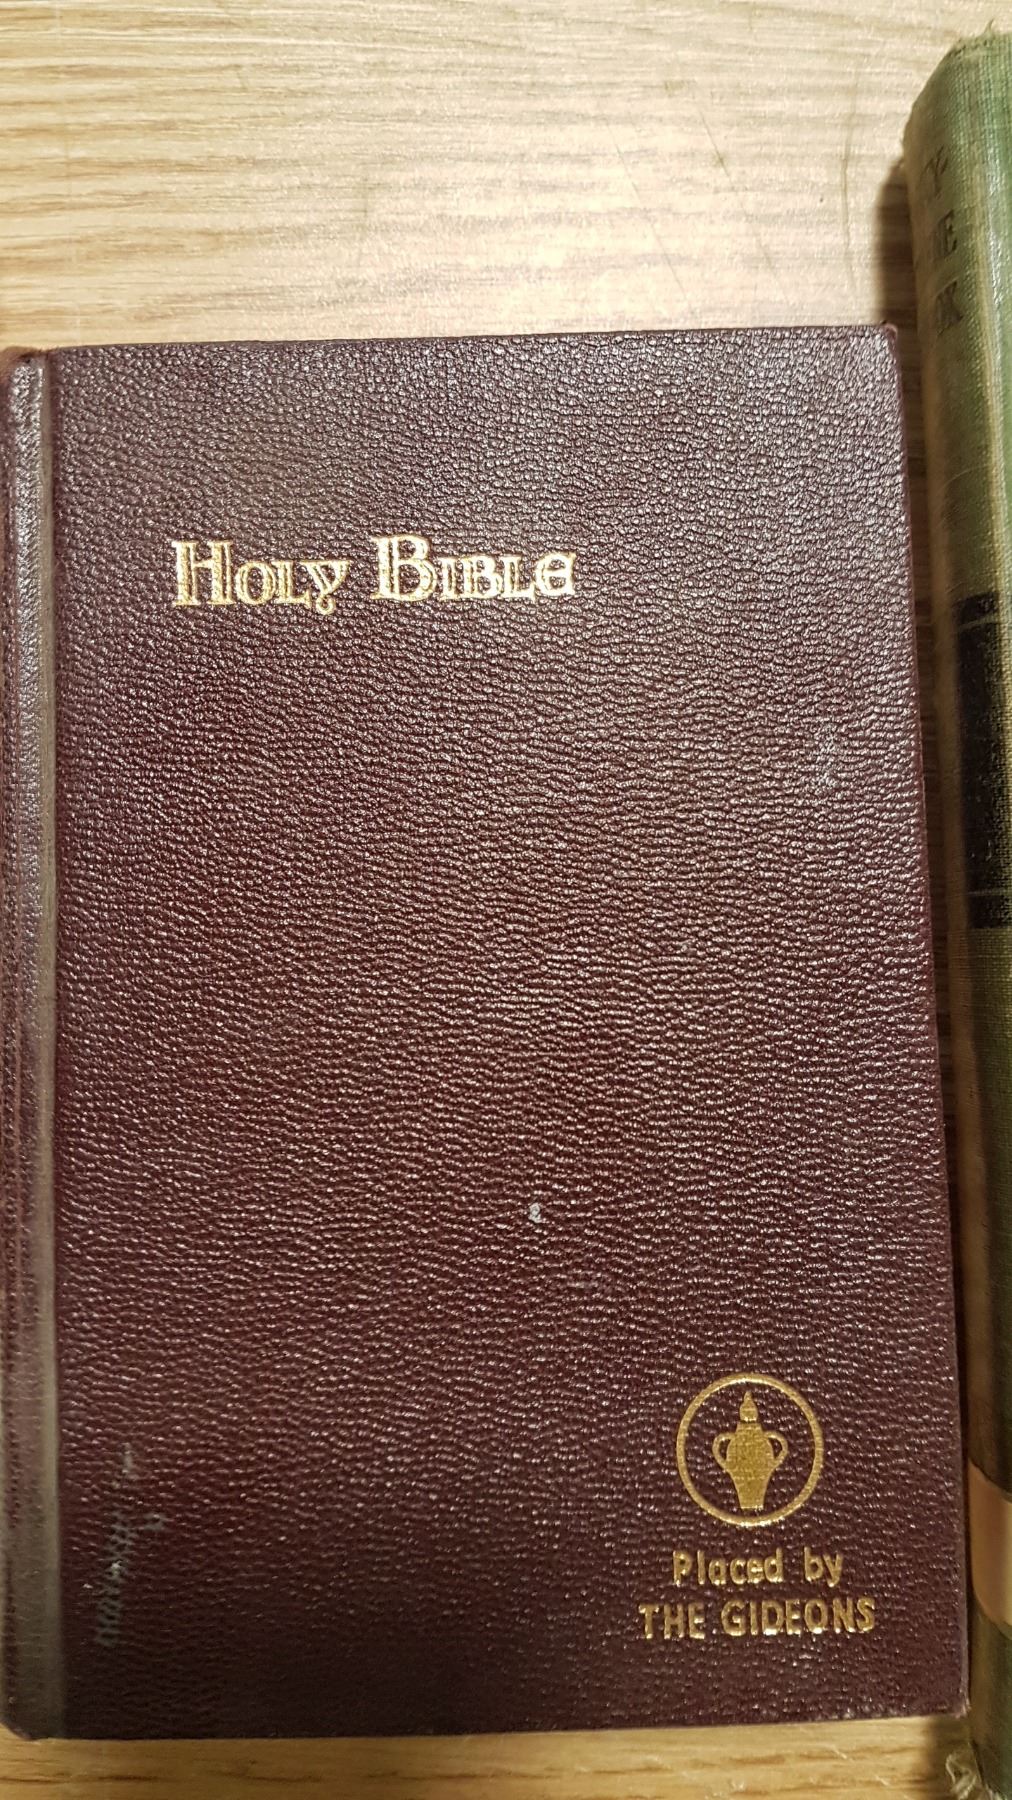 Holy Bible
Placed by
THE GIDEONS